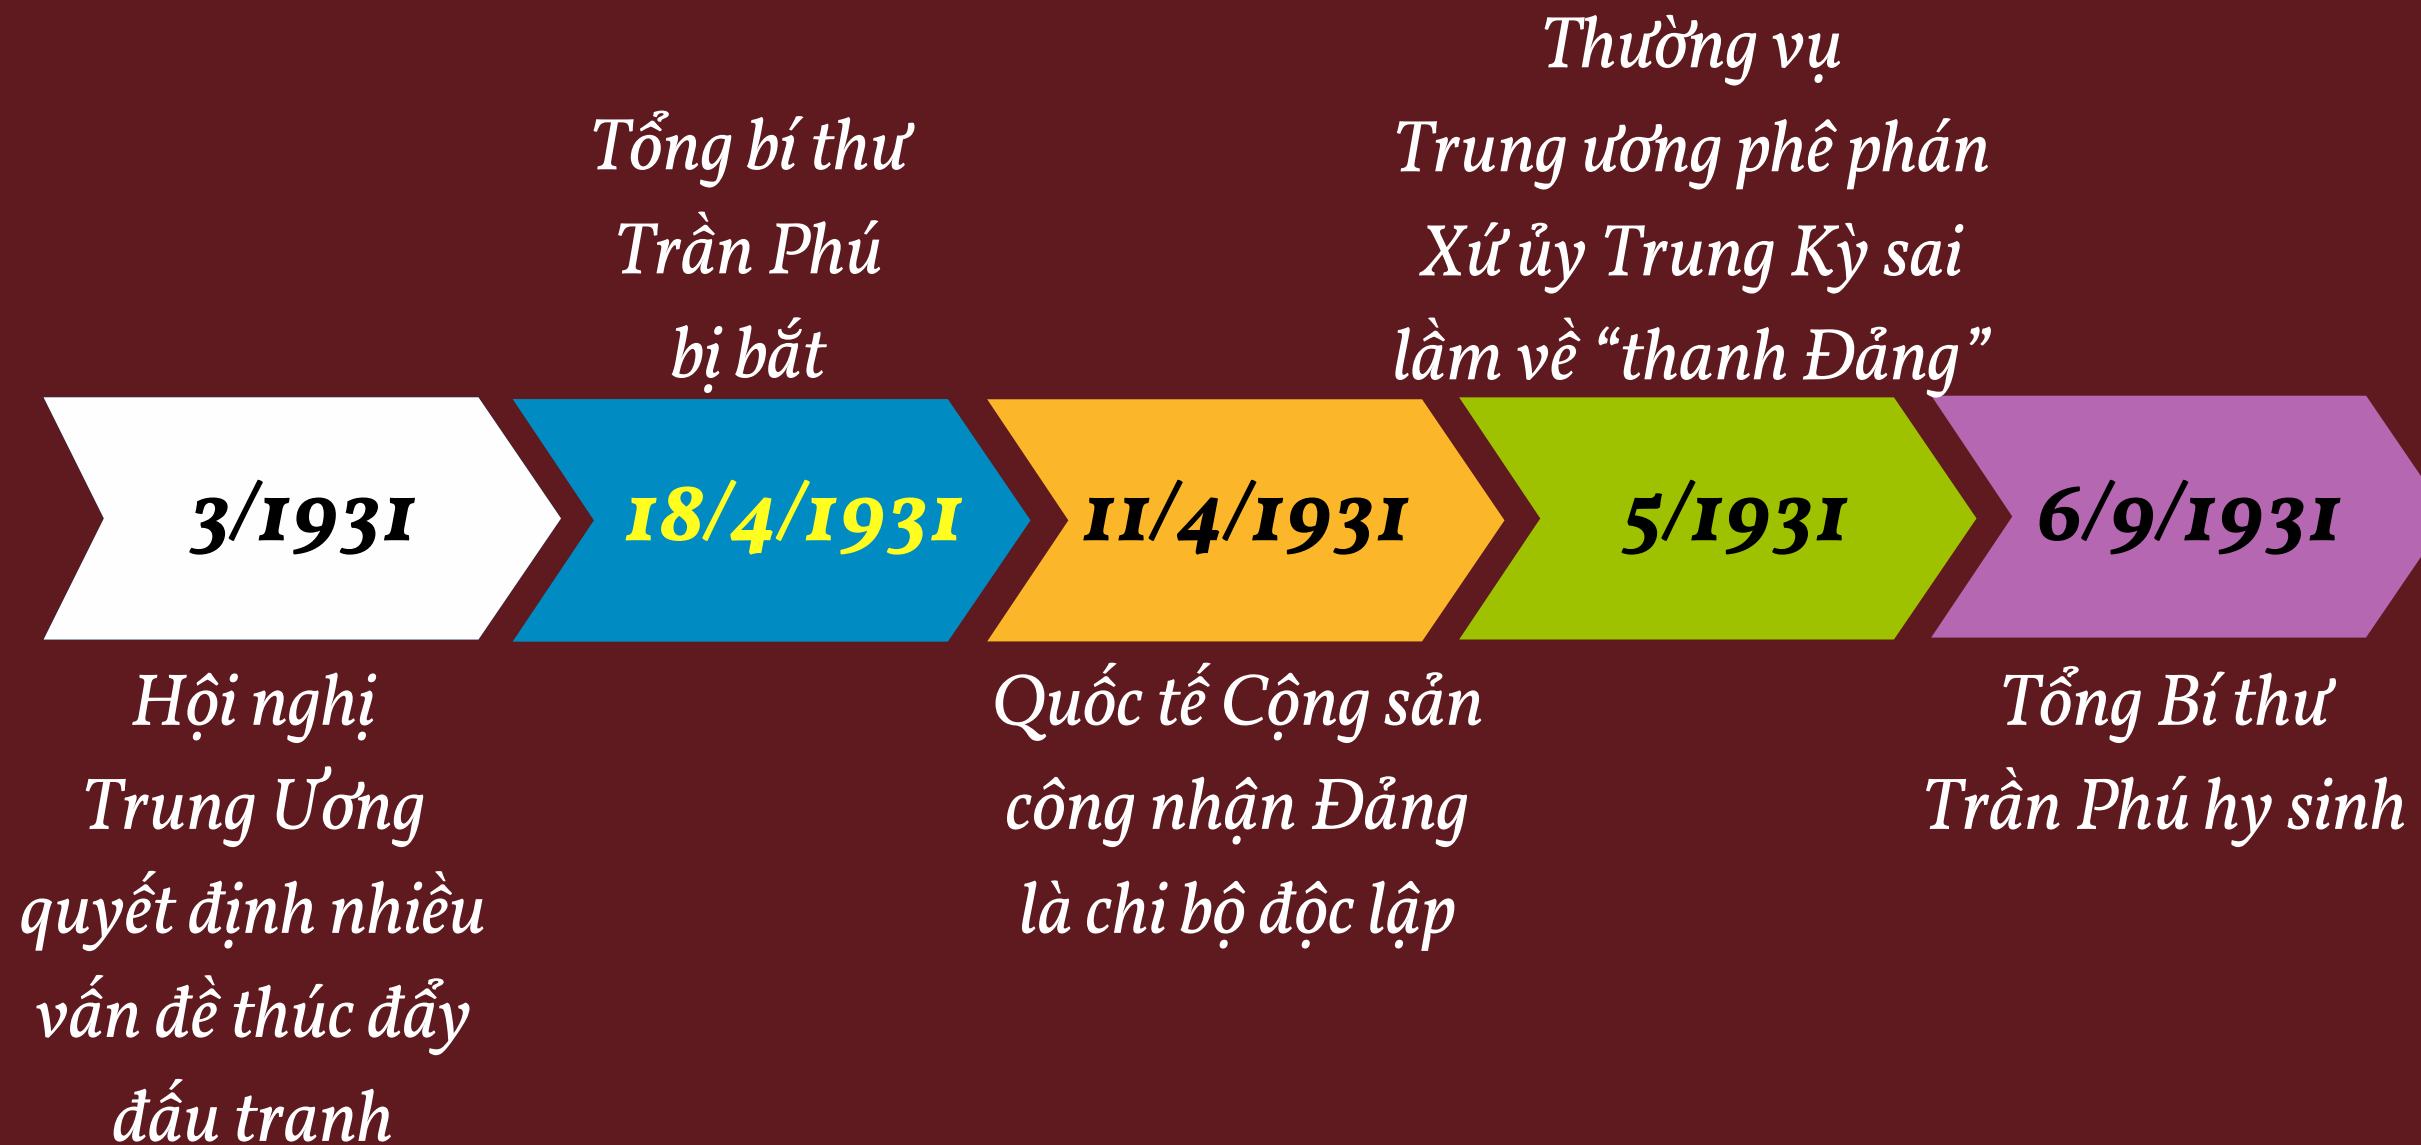 3/1931
Hội nghị
Trung Ương
quyết định nhiều
vấn đề thúc đẩy
đấu tranh
Tổng bí thư
Trần Phú
bị bắt
18/4/1931
11/4/1931
Quốc tế Cộng sản
công nhận Đảng
là chi bộ độc lập
Thường vụ
Trung ương phê phán
Xứ ủy Trung Kỳ sai
lầm về “thanh Đảng”
5/1931
6/9/1931
Tổng Bí thư
Trần Phú hy sinh